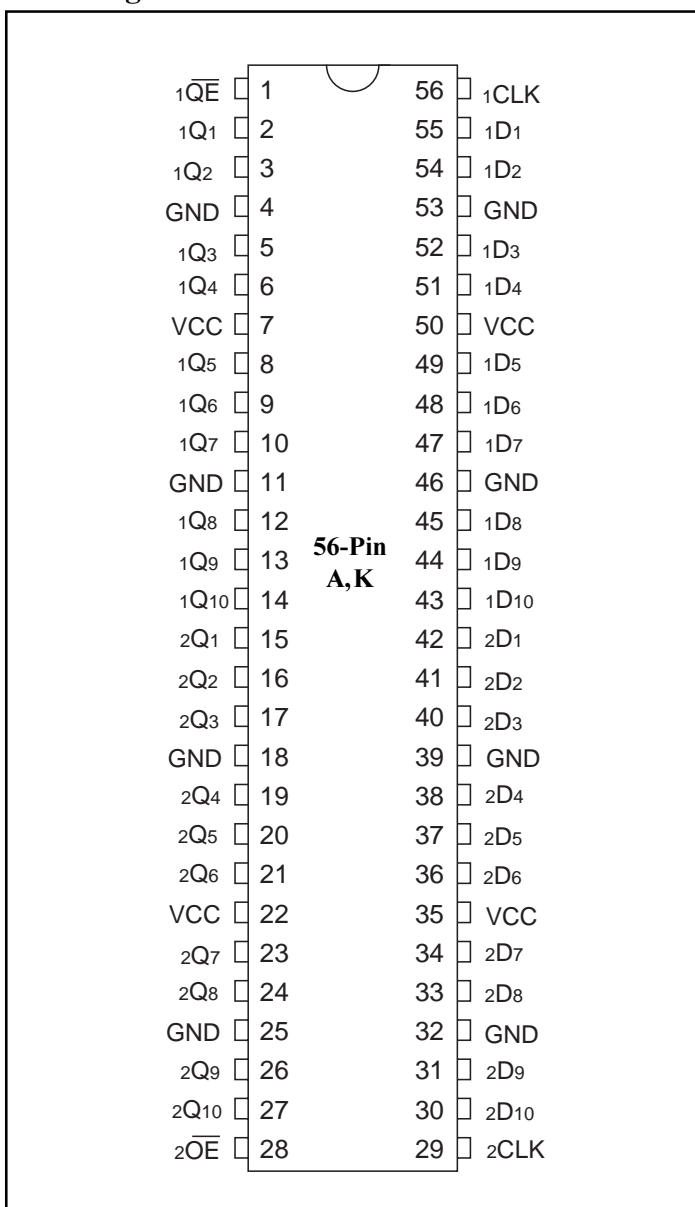 1Q̅E̅ 1 56 1CLK
1Q1 2 55 1D1
1Q2 3 54 1D2
GND 4 53 GND
1Q3 5 52 1D3
1Q4 6 51 1D4
VCC 7 50 VCC
1Q5 8 49 1D5
1Q6 9 48 1D6
1Q7 10 47 1D7
GND 11 46 GND
1Q8 12 45 1D8
1Q9 13 56-Pin 44 1D9
A,K
1Q10 14 43 1D10
2Q1 15 42 2D1
2Q2 16 41 2D2
2Q3 17 40 2D3
GND 18 39 GND
2Q4 19 38 2D4
2Q5 20 37 2D5
2Q6 21 36 2D6
VCC 22 35 VCC
2Q7 23 34 2D7
2Q8 24 33 2D8
GND 25 32 GND
2Q9 26 31 2D9
2Q10 27 30 2D10
2O̅E̅ 28 29 2CLK